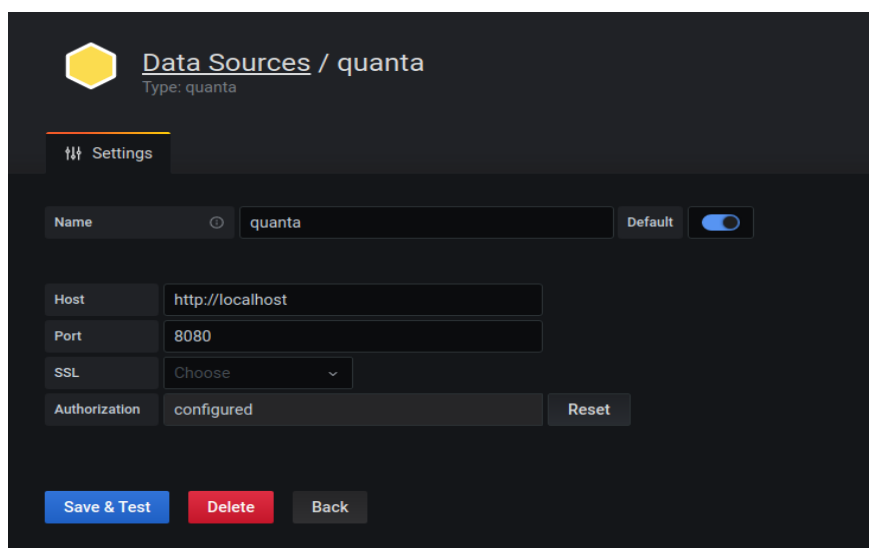 Data Sources / quanta
Type: quanta
Settings
Name quanta Default
Host http://localhost
Port 8080
SSL Choose
Authorization configured Reset
Save & Test Delete Back